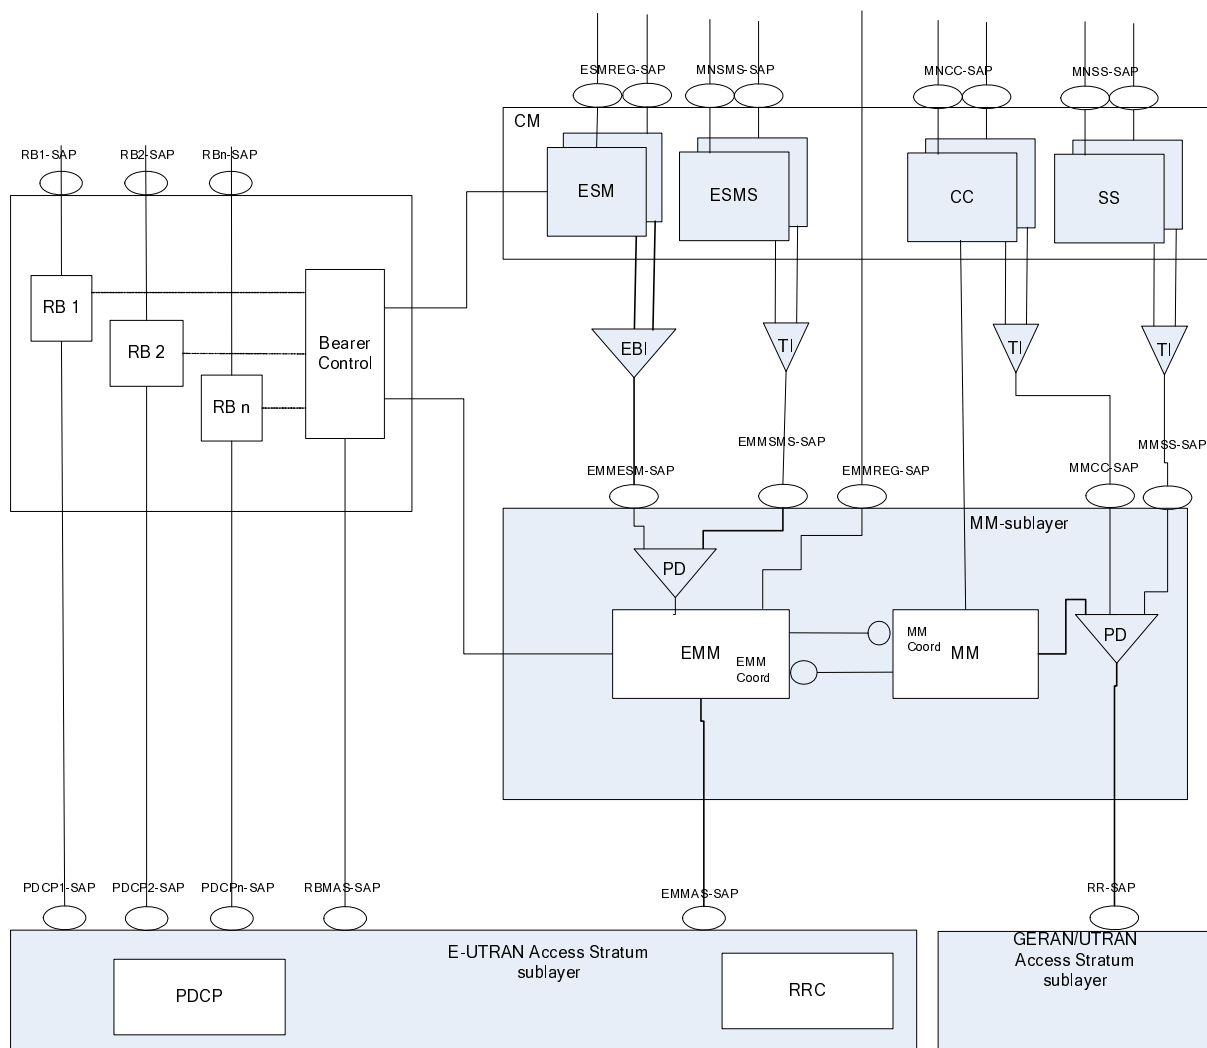 ESMREG-SAP
MNSMS-SAP
MNCC-SAP
MNSS-SAP
CM
RB1-SAP
RB2-SAP
RBn-SAP
ESM
ESMS
CC
SS
RB 1
RB 2
RB n
Bearer
Control
EBI
TI
TI
TI
EMMESM-SAP
EMMSMS-SAP
EMMREG-SAP
MMCC-SAP
MMSS-SAP
MM-sublayer
PD
EMM
EMM
Coord
MM
Coord
MM
PD
PDCP1-SAP
PDCP2-SAP
PDCPn-SAP
RBMAS-SAP
EMMAS-SAP
RR-SAP
E-UTRAN Access Stratum
sublayer
PDCP
RRC
GERAN/UTRAN
Access Stratum
sublayer